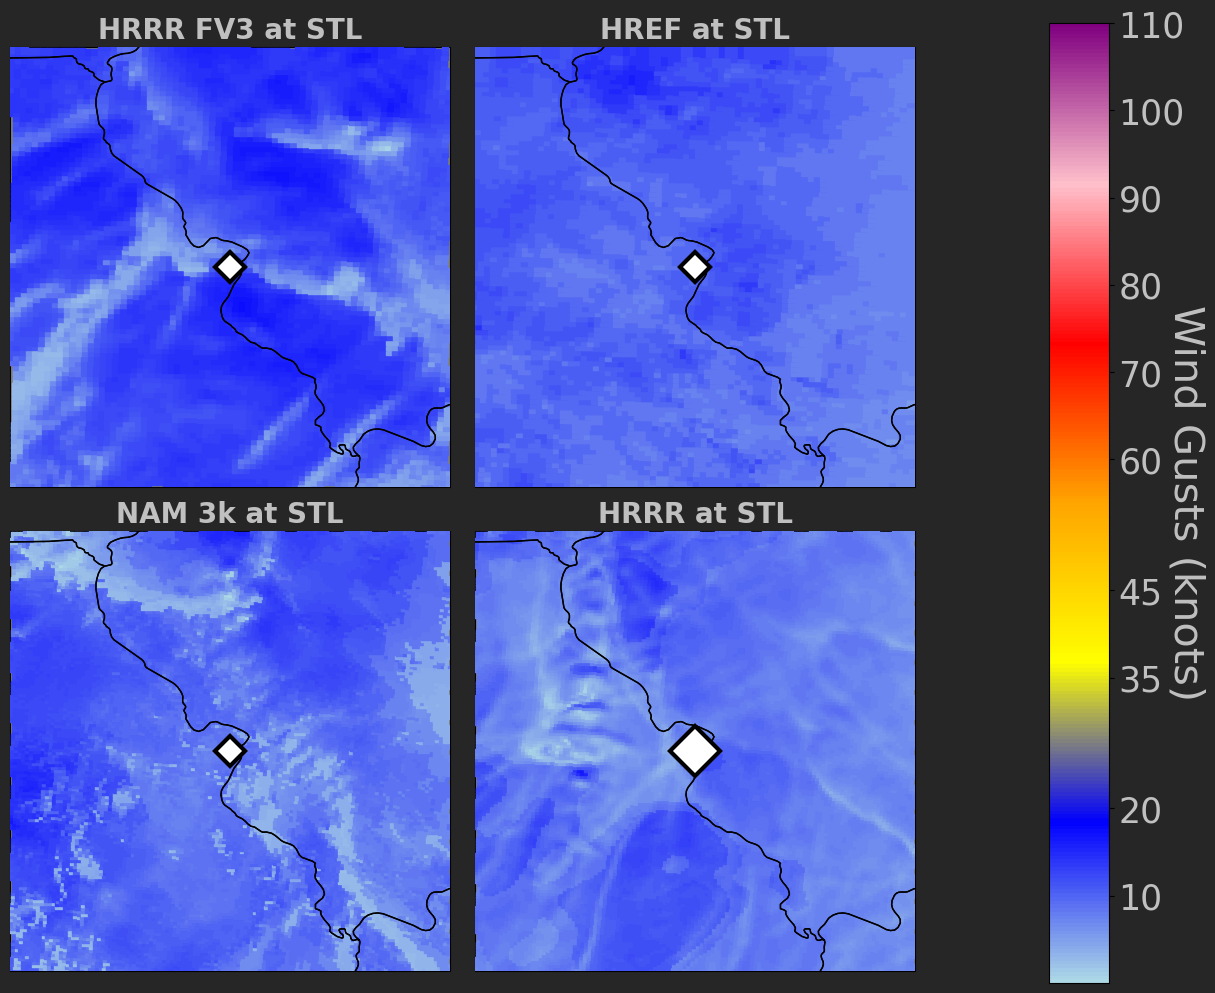 HRRR FV3 at STL
HREF at STL
NAM 3k at STL
HRRR at STL
110
100
90
80
70
60
45
35
20
10
Wind Gusts (knots)